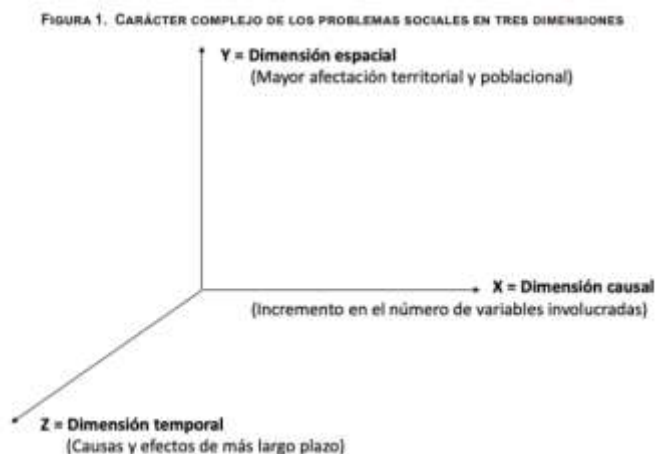 FIGURA 1. CARÁCTER COMPLEJO DE LOS PROBLEMAS SOCIALES EN TRES DIMENSIONES
Y = Dimensión espacial
(Mayor afectación territorial y poblacional)
X = Dimensión causal
(Incremento en el número de variables involucradas)
Z = Dimensión temporal
(Causas y efectos de más largo plazo)